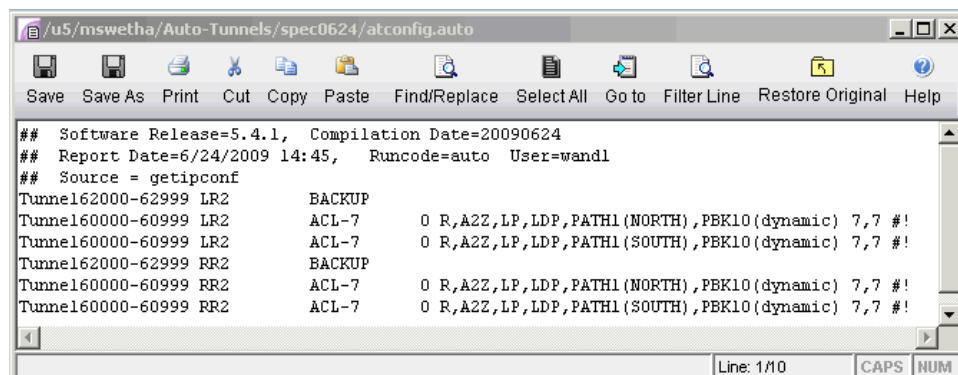 /u5/mswetha/Auto-Tunnels/spec0624/atconfig.auto
Save Save As Print Cut Copy Paste Find/Replace Select All Go to Filter Line Restore Original Help
## Software Release=5.4.1, Compilation Date=20090624
## Report Date=6/24/2009 14:45, Runcode=auto User=wandl
## Source = getipconf
Tunnel62000-62999 LR2 BACKUP
Tunnel60000-60999 LR2 ACL-7 0 R,A2Z,LP,LDP,PATH1(NORTH),PBK10(dynamic) 7,7 #!
Tunnel60000-60999 LR2 ACL-7 0 R,A2Z,LP,LDP,PATH1(SOUTH),PBK10(dynamic) 7,7 #!
Tunnel62000-62999 RR2 BACKUP
Tunnel60000-60999 RR2 ACL-7 0 R,A2Z,LP,LDP,PATH1(NORTH),PBK10(dynamic) 7,7 #!
Tunnel60000-60999 RR2 ACL-7 0 R,A2Z,LP,LDP,PATH1(SOUTH),PBK10(dynamic) 7,7 #!
Line: 1/10 CAPS NUM